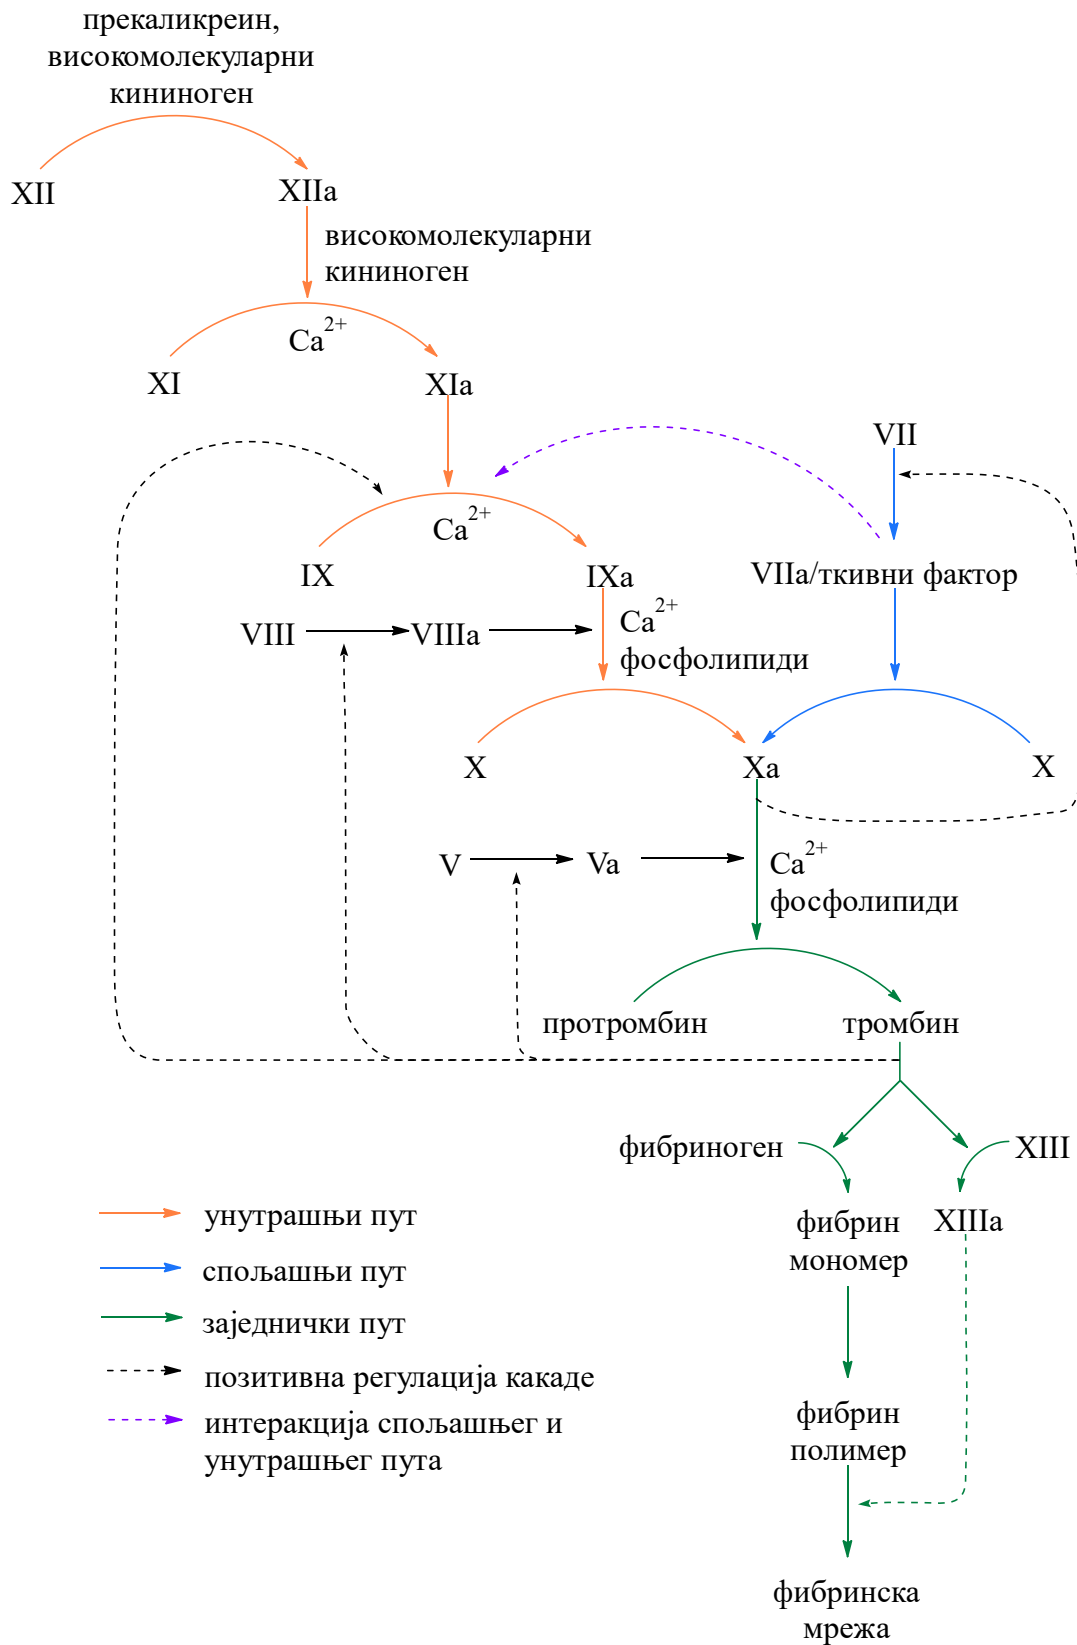 прекаликреин,
високомолекуларни
кининоген
XII
XIIa
високомолекуларни
кининоген
Ca2+
XI
XIa
VII
Ca2+
IX
IXa
VIIa/ткивни фактор
VIII
VIIIa
Ca2+
фосфолипиди
X
Xa
X
V
Va
Ca2+
фосфолипиди
протромбин
тромбин
фибриноген
XIII
фибрин
мономер
XIIIa
фибрин
полимер
фибринска
мрежа
унутрашњи пут
спољашњи пут
заједнички пут
позитивна регулација какаде
интеракција спољашњег и
унутрашњег пута